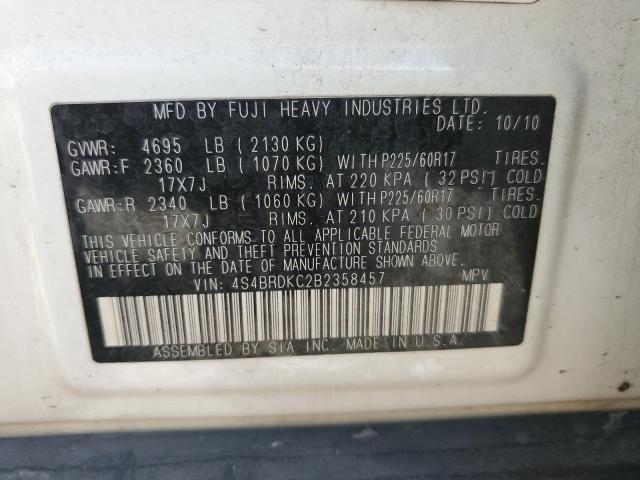 MFD BY FUJI HEAVY INDUSTRIES LTD.
DATE: 10/10
GVWR: 4695 LB ( 2130 KG)
GAWR:F 2360 LB ( 1070 KG) WITH P225/60R17 TIRES.
17X7J RIMS. AT 220 KPA ( 32 PSI) COLD
GAWR:R 2340 LB ( 1060 KG) WITH P225/60R17 TIRES.
17X7J RIMS. AT 210 KPA ( 30 PSI) COLD
THIS VEHICLE CONFORMS TO ALL APPLICABLE FEDERAL MOTOR
VEHICLE SAFETY AND THEFT PREVENTION STANDARDS
IN EFFECT ON THE DATE OF MANUFACTURE SHOWN ABOVE.
VIN: 4S4BRDKC2B2358457 MPV
ASSEMBLED BY SIA INC. MADE IN U.S.A.